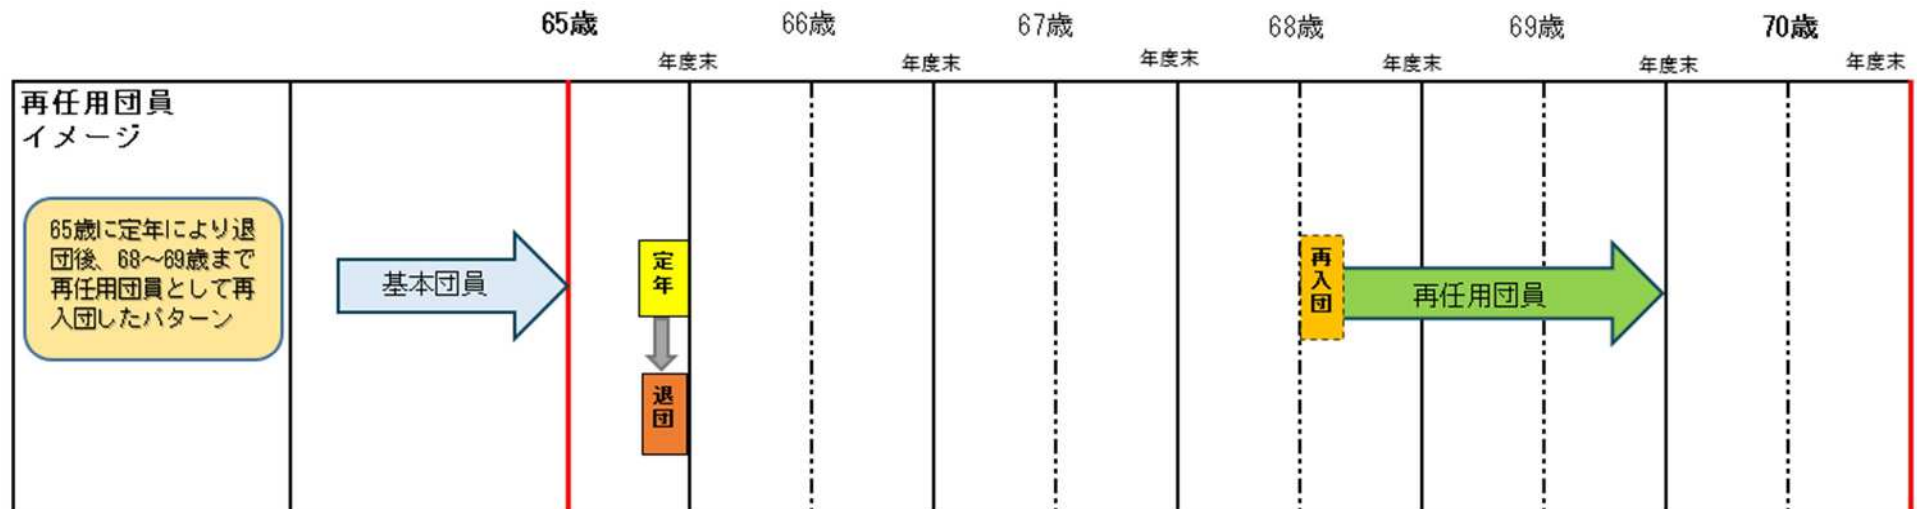 65歳
66歳
67歳
68歳
69歳
70歳
年度末
年度末
年度末
年度末
年度末
年度末
再任用団員
イメージ
65歳に定年により退
団後、68~69歳まで
再任用団員として再
入団したパターン
基本団員
定年
退団
再入団
再任用団員